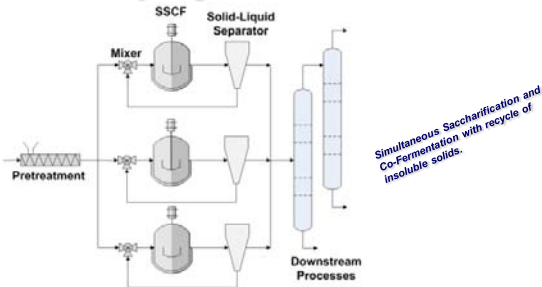 SSCF
Solid-Liquid
Separator
Mixer
Pretreatment
Simultaneous Saccharification and
Co-Fermentation with recycle of
insoluble solids.
Downstream
Processes